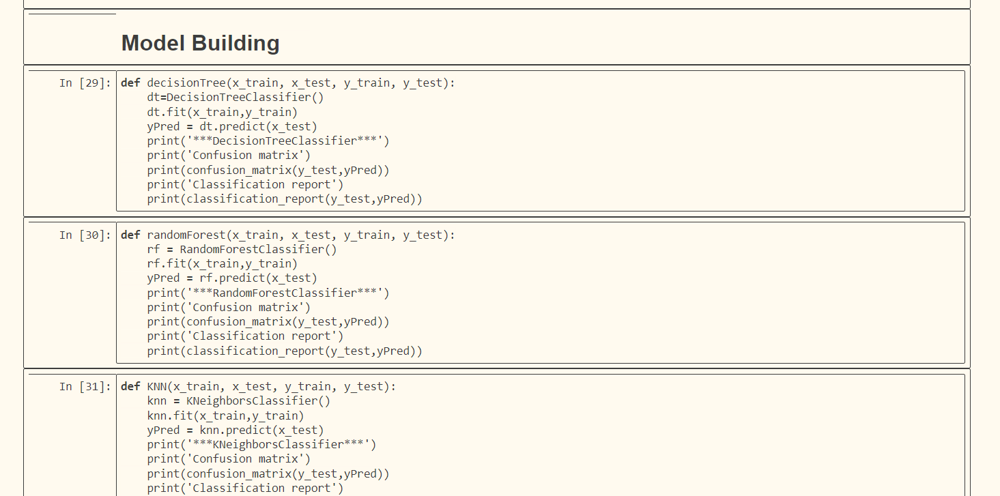 Model Building
In [29]:
def decisionTree(x_train, x_test, y_train, y_test):
    dt=DecisionTreeClassifier()
    dt.fit(x_train,y_train)
    yPred = dt.predict(x_test)
    print('***DecisionTreeClassifier***')
    print('Confusion matrix')
    print(confusion_matrix(y_test,yPred))
    print('Classification report')
    print(classification_report(y_test,yPred))
In [30]:
def randomForest(x_train, x_test, y_train, y_test):
    rf = RandomForestClassifier()
    rf.fit(x_train,y_train)
    yPred = rf.predict(x_test)
    print('***RandomForestClassifier***')
    print('Confusion matrix')
    print(confusion_matrix(y_test,yPred))
    print('Classification report')
    print(classification_report(y_test,yPred))
In [31]:
def KNN(x_train, x_test, y_train, y_test):
    knn = KNeighborsClassifier()
    knn.fit(x_train,y_train)
    yPred = knn.predict(x_test)
    print('***KNeighborsClassifier***')
    print('Confusion matrix')
    print(confusion_matrix(y_test,yPred))
    print('Classification report')